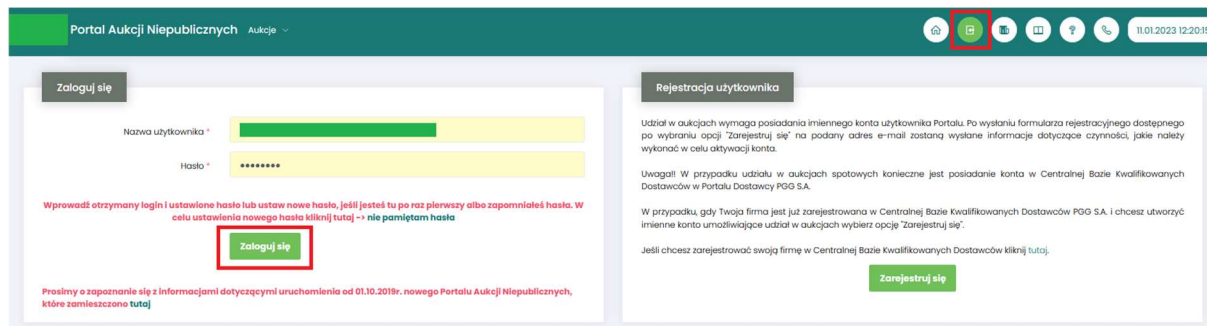 Portal Aukcji Niepublicznych Aukcje
11.01.2023 12:20:15
Zaloguj się
Nazwa użytkownika *
Hasło *
Wprowadź otrzymany login i ustawione hasło lub ustaw nowe hasło, jeśli jesteś tu po raz pierwszy albo zapomniałeś hasła. W
celu ustawienia nowego hasła kliknij tutaj -> nie pamiętam hasła
Zaloguj się
Prosimy o zapoznanie się z informacjami dotyczącymi uruchomienia od 01.10.2019r. nowego Portalu Aukcji Niepublicznych,
które zamieszczono tutaj
Rejestracja użytkownika
Udział w aukcjach wymaga posiadania imiennego konta użytkownika Portalu. Po wysłaniu formularza rejestracyjnego dostępnego
po wybraniu opcji "Zarejestruj się" na podany adres e-mail zostaną wysłane informacje dotyczące czynności, jakie należy
wykonać w celu aktywacji konta.
Uwaga!! W przypadku udziału w aukcjach spotowych konieczne jest posiadanie konta w Centralnej Bazie Kwalifikowanych
Dostawców w Portalu Dostawcy PGG S.A.
W przypadku, gdy Twoja firma jest już zarejestrowana w Centralnej Bazie Kwalifikowanych Dostawców PGG S.A. i chcesz utworzyć
imienne konto umożliwiające udział w aukcjach wybierz opcję "Zarejestruj się".
Jeśli chcesz zarejestrować swoją firmę w Centralnej Bazie Kwalifikowanych Dostawców kliknij tutaj.
Zarejestruj się